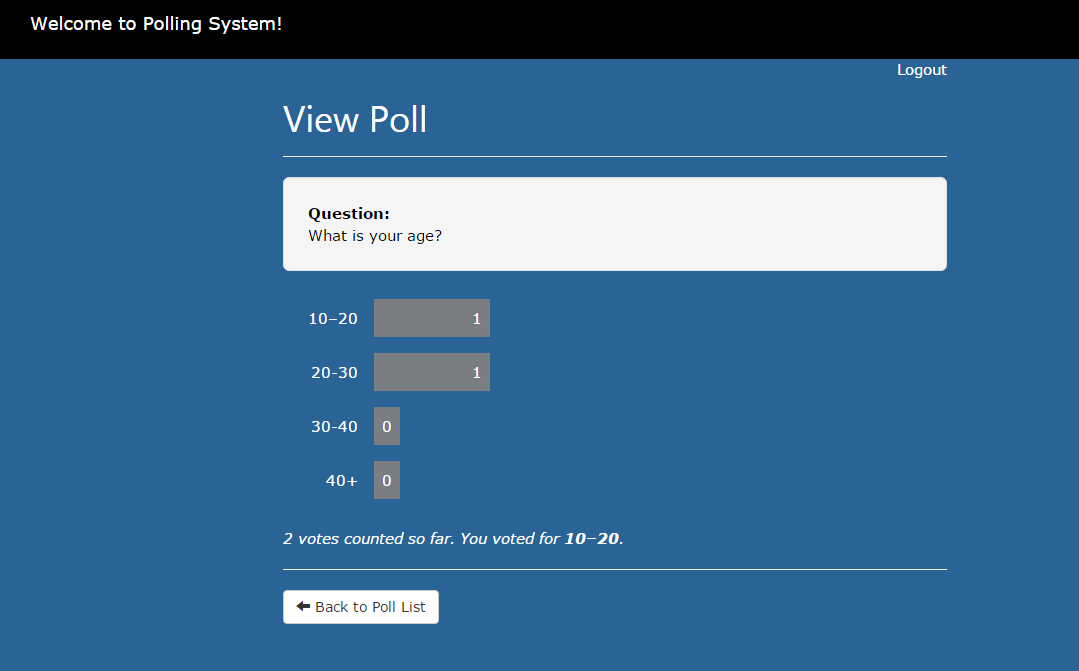 Welcome to Polling System!
Logout
View Poll
Question:
What is your age?
10–20 1
20-30 1
30-40 0
40+ 0
2 votes counted so far. You voted for 10–20.
Back to Poll List